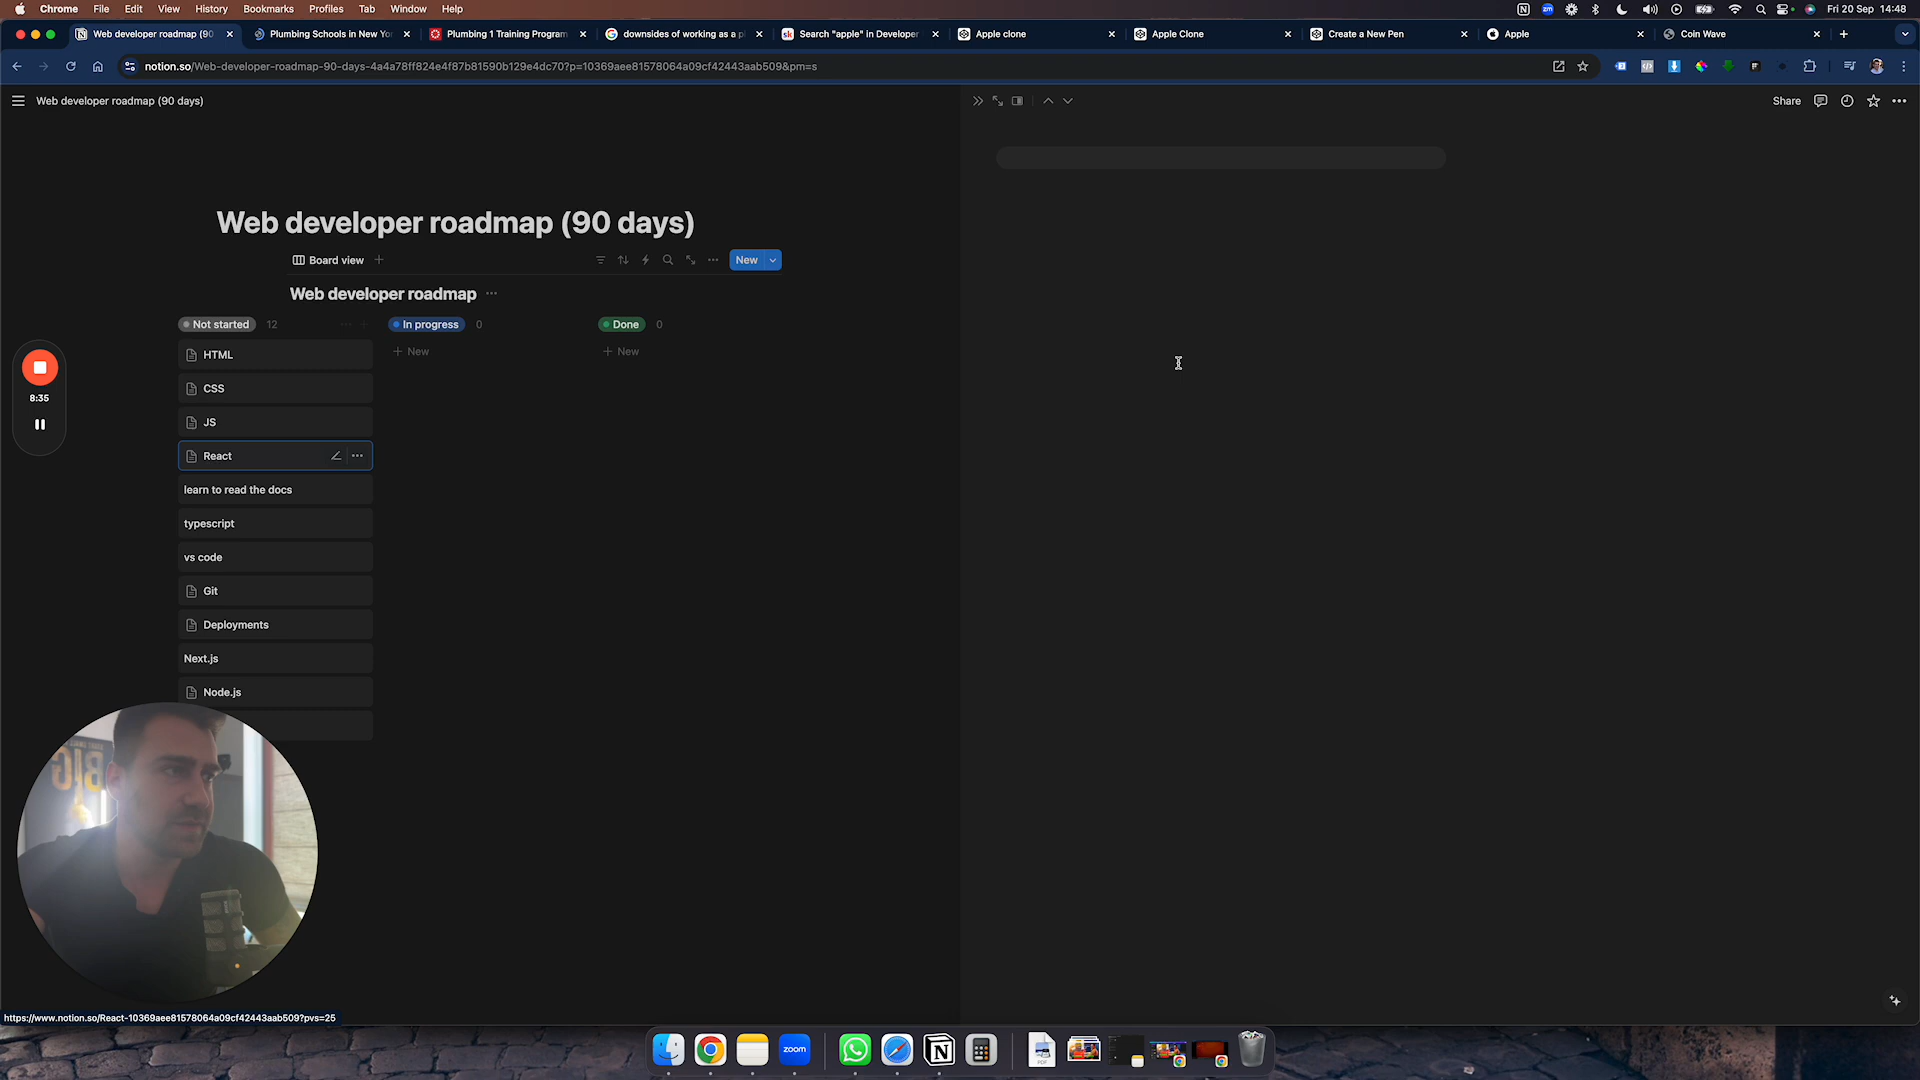 Chrome File Edit View History Bookmarks Profiles Tab Window Help
Fri 20 Sep 14:48
Web developer roadmap (90
Plumbing Schools in New Yor
Plumbing 1 Training Program
downsides of working as a pl
Search "apple" in Developer
Apple clone
Apple Clone
Create a New Pen
Apple
Coin Wave
notion.so/Web-developer-roadmap-90-days-4a4a78ff824e4f87b81590b129e4dc70?p=10369aee81578064a09cf42443aab509&pm=s
Web developer roadmap (90 days)
Share
Web developer roadmap (90 days)
Board view
New
Web developer roadmap
Not started 12
In progress 0
Done 0
HTML
New
New
CSS
JS
8:35
React
learn to read the docs
typescript
vs code
Git
Deployments
Next.js
Node.js
BIG
https://www.notion.so/React-10369aee81578064a09cf42443aab509?pvs=25
zoom
PDF